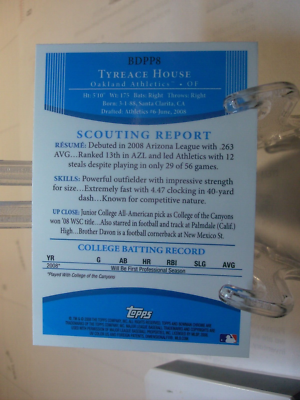 BDPP8
TYREACE HOUSE
Oakland Athletics • OF
Ht: 5'10" Wt: 175 Bats: Right Throws: Right
Born: 3-4-88, Santa Clarita, CA
Drafted: Athletics #6 June, 2008
SCOUTING REPORT
RÉSUMÉ: Debuted in 2008 Arizona League with .263
AVG...Ranked 13th in AZL and led Athletics with 12
steals despite playing in only 29 of 56 games.
SKILLS: Powerful outfielder with impressive strength
for size...Extremely fast with 4.47 clocking in 40-yard
dash...Known for competitive nature.
UP CLOSE: Junior College All-American pick as College of the Canyons
won '08 WSC title...Also starred in football and track at Palmdale (Calif.)
High...Brother Davon is a football cornerback at New Mexico St.
COLLEGE BATTING RECORD
YR G AB HR RBI SLG AVG
2008* Will Be First Professional Season
*Played With College of the Canyons
TOPPS